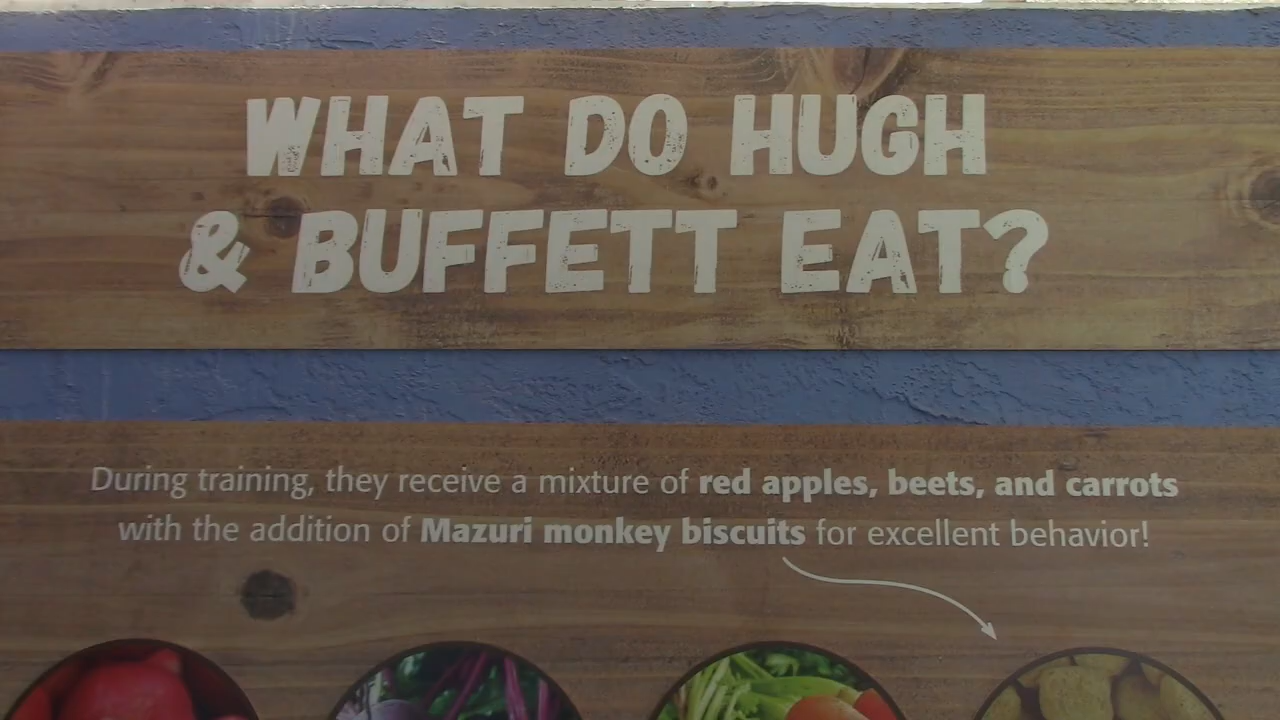 WHAT DO HUGH
& BUFFETT EAT?
During training, they receive a mixture of red apples, beets, and carrots
with the addition of Mazuri monkey biscuits for excellent behavior!